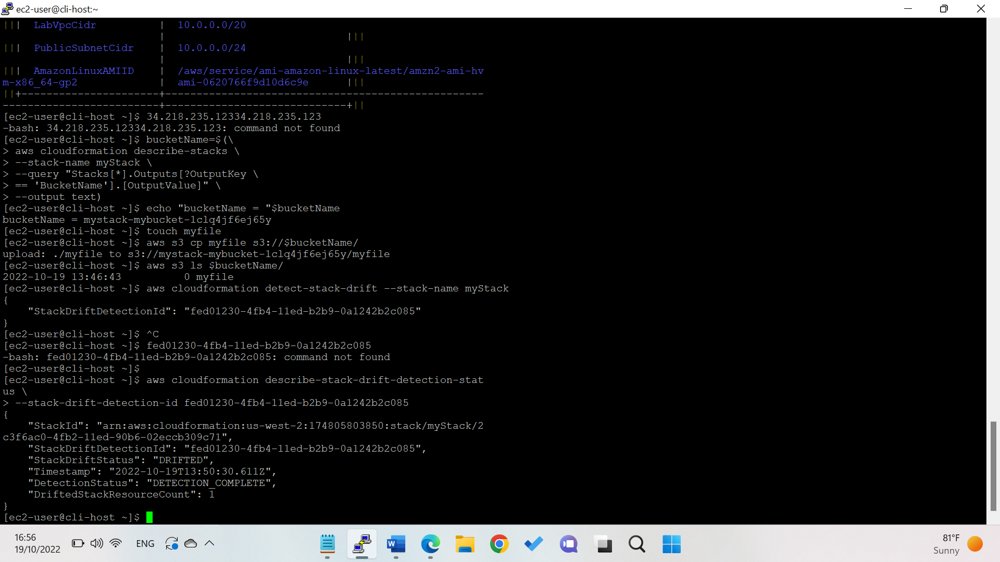 ec2-user@cli-host:~
||| LabVpcCidr | 10.0.0.0/20
| |||
||| PublicSubnetCidr | 10.0.0.0/24
| |||
||| AmazonLinuxAMIID | /aws/service/ami-amazon-linux-latest/amzn2-ami-hv
m-x86_64-gp2 | ami-0620766f9d10d6c9e |||
||+----------------------+---------------------------------------------------
-------------------------+-----------------------------+||
[ec2-user@cli-host ~]$ 34.218.235.12334.218.235.123
-bash: 34.218.235.12334.218.235.123: command not found
[ec2-user@cli-host ~]$ bucketName=$(\
> aws cloudformation describe-stacks \
> --stack-name myStack \
> --query "Stacks[*].Outputs[?OutputKey \
> == 'BucketName'].[OutputValue]" \
> --output text)
[ec2-user@cli-host ~]$ echo "bucketName = "$bucketName
bucketName = mystack-mybucket-1clq4jf6ej65y
[ec2-user@cli-host ~]$ touch myfile
[ec2-user@cli-host ~]$ aws s3 cp myfile s3://$bucketName/
upload: ./myfile to s3://mystack-mybucket-1clq4jf6ej65y/myfile
[ec2-user@cli-host ~]$ aws s3 ls $bucketName/
2022-10-19 13:46:43 0 myfile
[ec2-user@cli-host ~]$ aws cloudformation detect-stack-drift --stack-name myStack
{
"StackDriftDetectionId": "fed01230-4fb4-11ed-b2b9-0a1242b2c085"
}
[ec2-user@cli-host ~]$ ^C
[ec2-user@cli-host ~]$ fed01230-4fb4-11ed-b2b9-0a1242b2c085
-bash: fed01230-4fb4-11ed-b2b9-0a1242b2c085: command not found
[ec2-user@cli-host ~]$
[ec2-user@cli-host ~]$ aws cloudformation describe-stack-drift-detection-stat
us \
> --stack-drift-detection-id fed01230-4fb4-11ed-b2b9-0a1242b2c085
{
"StackId": "arn:aws:cloudformation:us-west-2:174805803850:stack/myStack/2
c3f6ac0-4fb2-11ed-90b6-02eccb309c71",
"StackDriftDetectionId": "fed01230-4fb4-11ed-b2b9-0a1242b2c085",
"StackDriftStatus": "DRIFTED",
"Timestamp": "2022-10-19T13:50:30.611Z",
"DetectionStatus": "DETECTION_COMPLETE",
"DriftedStackResourceCount": 1
}
[ec2-user@cli-host ~]$
16:56
19/10/2022
ENG
W
81°F
Sunny